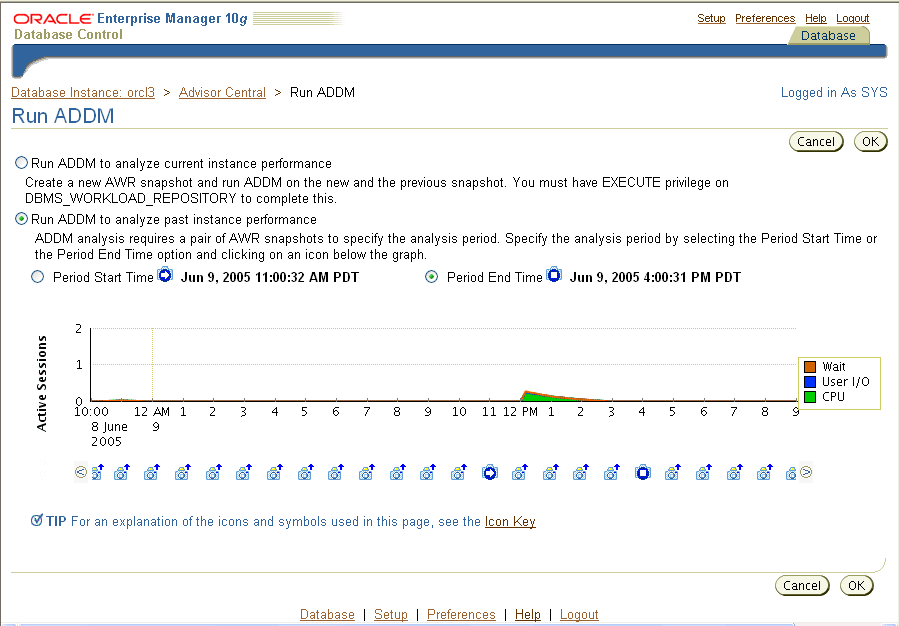 ORACLE Enterprise Manager 10g
Database Control
Setup Preferences Help Logout
Database
Database Instance: orcl3 > Advisor Central > Run ADDM
Logged in As SYS
Run ADDM
Cancel OK
Run ADDM to analyze current instance performance
Create a new AWR snapshot and run ADDM on the new and the previous snapshot. You must have EXECUTE privilege on
DBMS_WORKLOAD_REPOSITORY to complete this.
Run ADDM to analyze past instance performance
ADDM analysis requires a pair of AWR snapshots to specify the analysis period. Specify the analysis period by selecting the Period Start Time or
the Period End Time option and clicking on an icon below the graph.
Period Start Time Jun 9, 2005 11:00:32 AM PDT Period End Time Jun 9, 2005 4:00:31 PM PDT
Active Sessions
2
1
0
10:00 12 AM 1 2 3 4 5 6 7 8 9 10 11 12 PM 1 2 3 4 5 6 7 8 9
8 June 9
2005
Wait
User I/O
CPU
TIP For an explanation of the icons and symbols used in this page, see the Icon Key
Cancel OK
Database | Setup | Preferences | Help | Logout